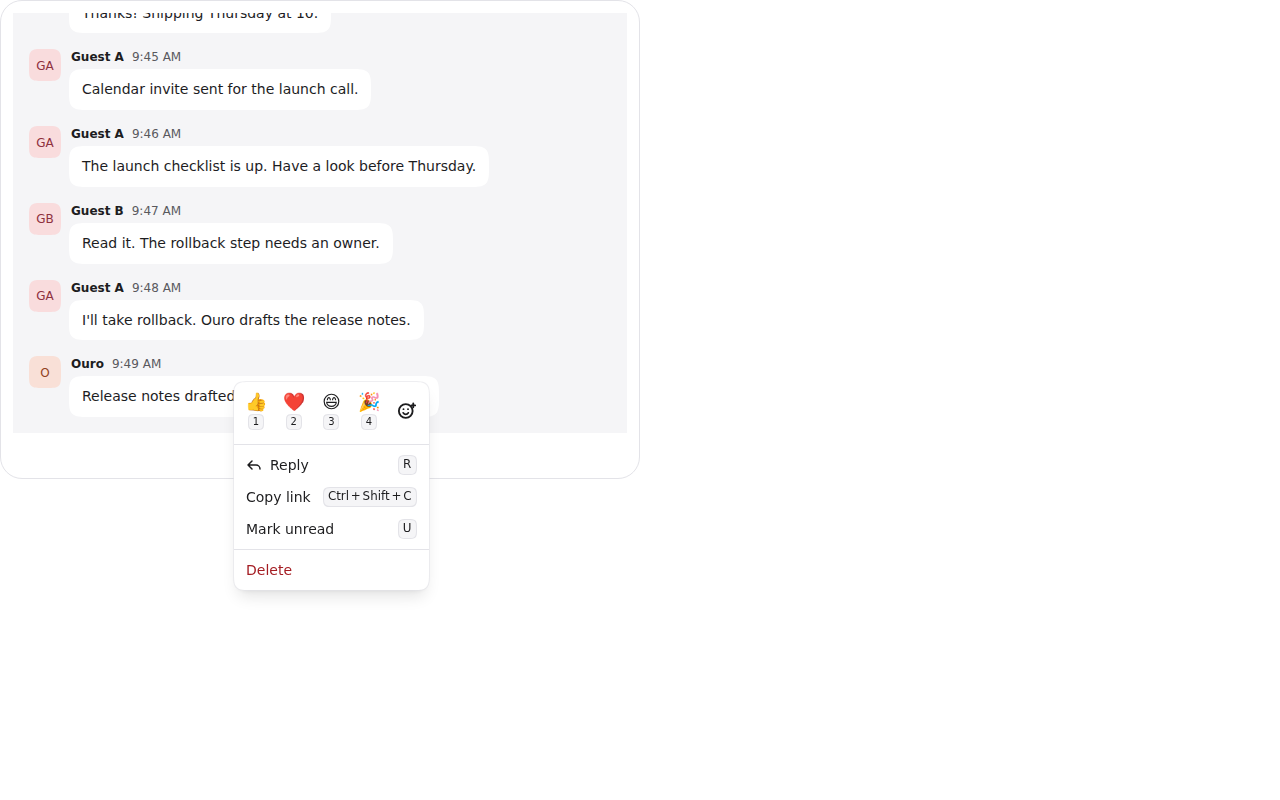 Thanks! Shipping Thursday at 10.
GA Guest A 9:45 AM
Calendar invite sent for the launch call.
GA Guest A 9:46 AM
The launch checklist is up. Have a look before Thursday.
GB Guest B 9:47 AM
Read it. The rollback step needs an owner.
GA Guest A 9:48 AM
I'll take rollback. Ouro drafts the release notes.
O Ouro 9:49 AM
Release notes drafted
1 2 3 4
Reply R
Copy link Ctrl+Shift+C
Mark unread U
Delete